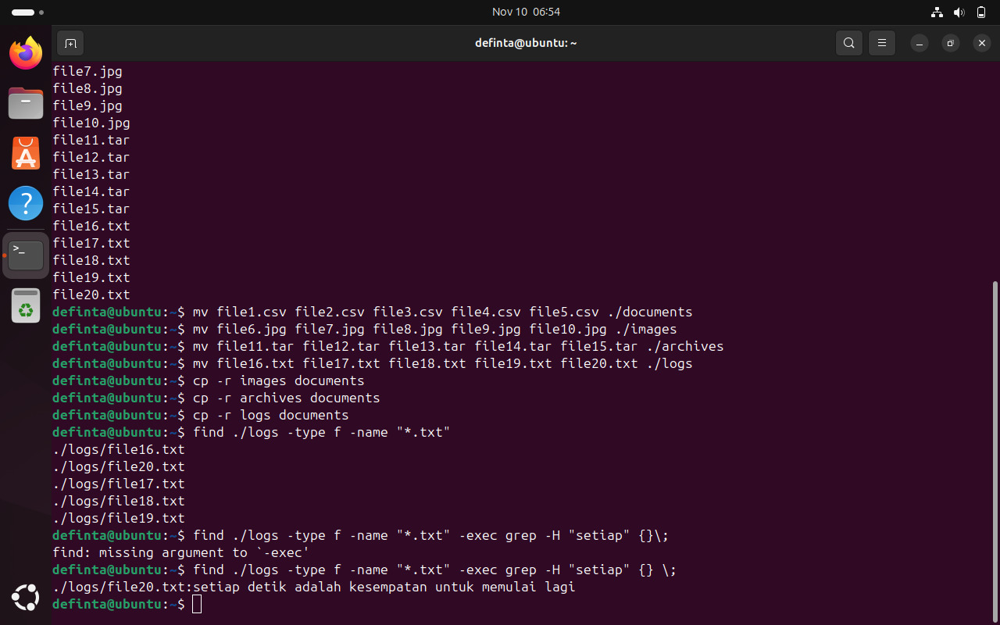 Nov 10 06:54
definta@ubuntu: ~
file7.jpg
file8.jpg
file9.jpg
file10.jpg
file11.tar
file12.tar
file13.tar
file14.tar
file15.tar
file16.txt
file17.txt
file18.txt
file19.txt
file20.txt
definta@ubuntu:~$ mv file1.csv file2.csv file3.csv file4.csv file5.csv ./documents
definta@ubuntu:~$ mv file6.jpg file7.jpg file8.jpg file9.jpg file10.jpg ./images
definta@ubuntu:~$ mv file11.tar file12.tar file13.tar file14.tar file15.tar ./archives
definta@ubuntu:~$ mv file16.txt file17.txt file18.txt file19.txt file20.txt ./logs
definta@ubuntu:~$ cp -r images documents
definta@ubuntu:~$ cp -r archives documents
definta@ubuntu:~$ cp -r logs documents
definta@ubuntu:~$ find ./logs -type f -name "*.txt"
./logs/file16.txt
./logs/file20.txt
./logs/file17.txt
./logs/file18.txt
./logs/file19.txt
definta@ubuntu:~$ find ./logs -type f -name "*.txt" -exec grep -H "setiap" {}\;
find: missing argument to `-exec'
definta@ubuntu:~$ find ./logs -type f -name "*.txt" -exec grep -H "setiap" {} \;
./logs/file20.txt:setiap detik adalah kesempatan untuk memulai lagi
definta@ubuntu:~$